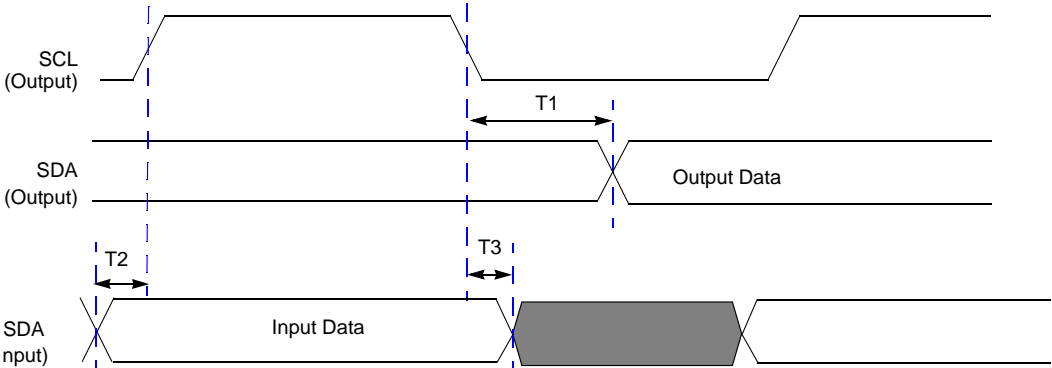 SCL
(Output)
T1
SDA
(Output)
Output Data
T2
T3
SDA
nput)
Input Data